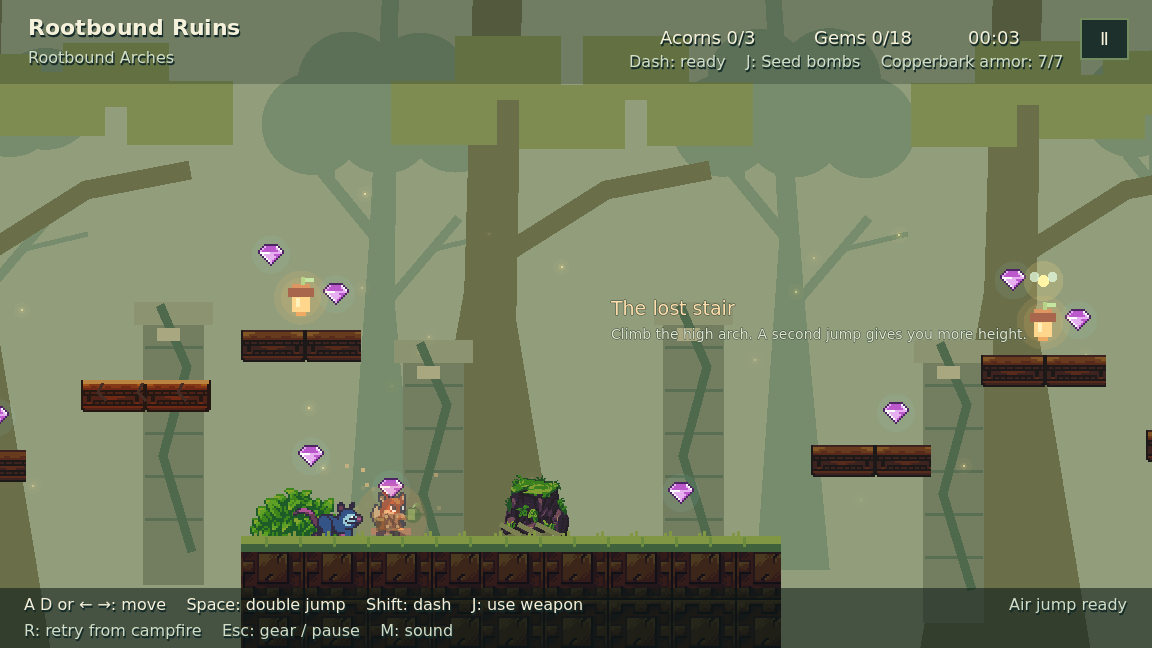 Rootbound Ruins
Rootbound Arches
Acorns 0/3 Gems 0/18 00:03 II
Dash: ready J: Seed bombs Copperbark armor: 7/7
The lost stair
Climb the high arch. A second jump gives you more height.
A D or ← →: move Space: double jump Shift: dash J: use weapon
Air jump ready
R: retry from campfire Esc: gear / pause M: sound